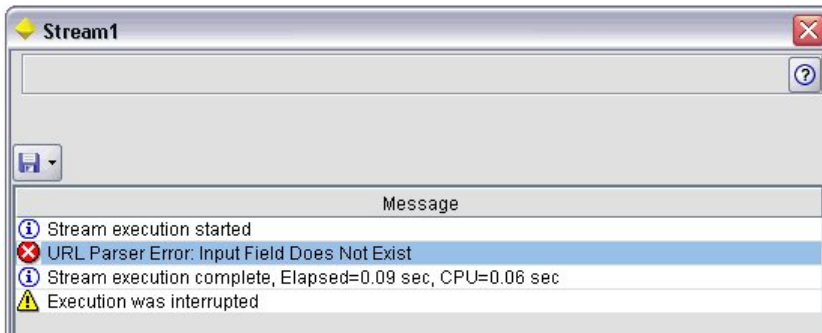 Stream1
Message
Stream execution started
URL Parser Error: Input Field Does Not Exist
Stream execution complete, Elapsed=0.09 sec, CPU=0.06 sec
Execution was interrupted